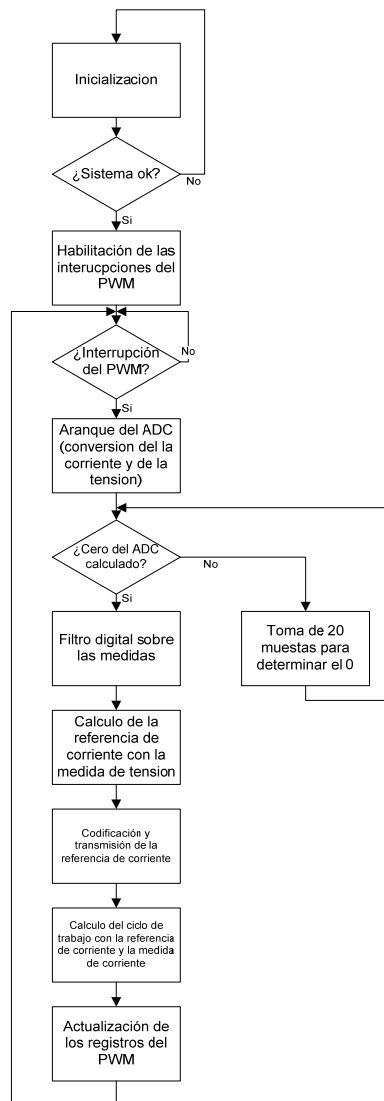 Inicializacion
¿Sistema ok?
No
Si
Habilitación de las
interucpciones del
PWM
¿Interrupción
del PWM?
No
Si
Aranque del ADC
(conversion del la
corriente y de la
tension)
¿Cero del ADC
calculado?
No
Si
Filtro digital sobre
las medidas
Toma de 20
muestas para
determinar el 0
Calculo de la
referencia de
corriente con la
medida de tension
Codificación y
transmisión de la
referencia de corriente
Calculo del ciclo de
trabajo con la referencia
de corriente y la medida
de corriente
Actualización de
los registros del
PWM